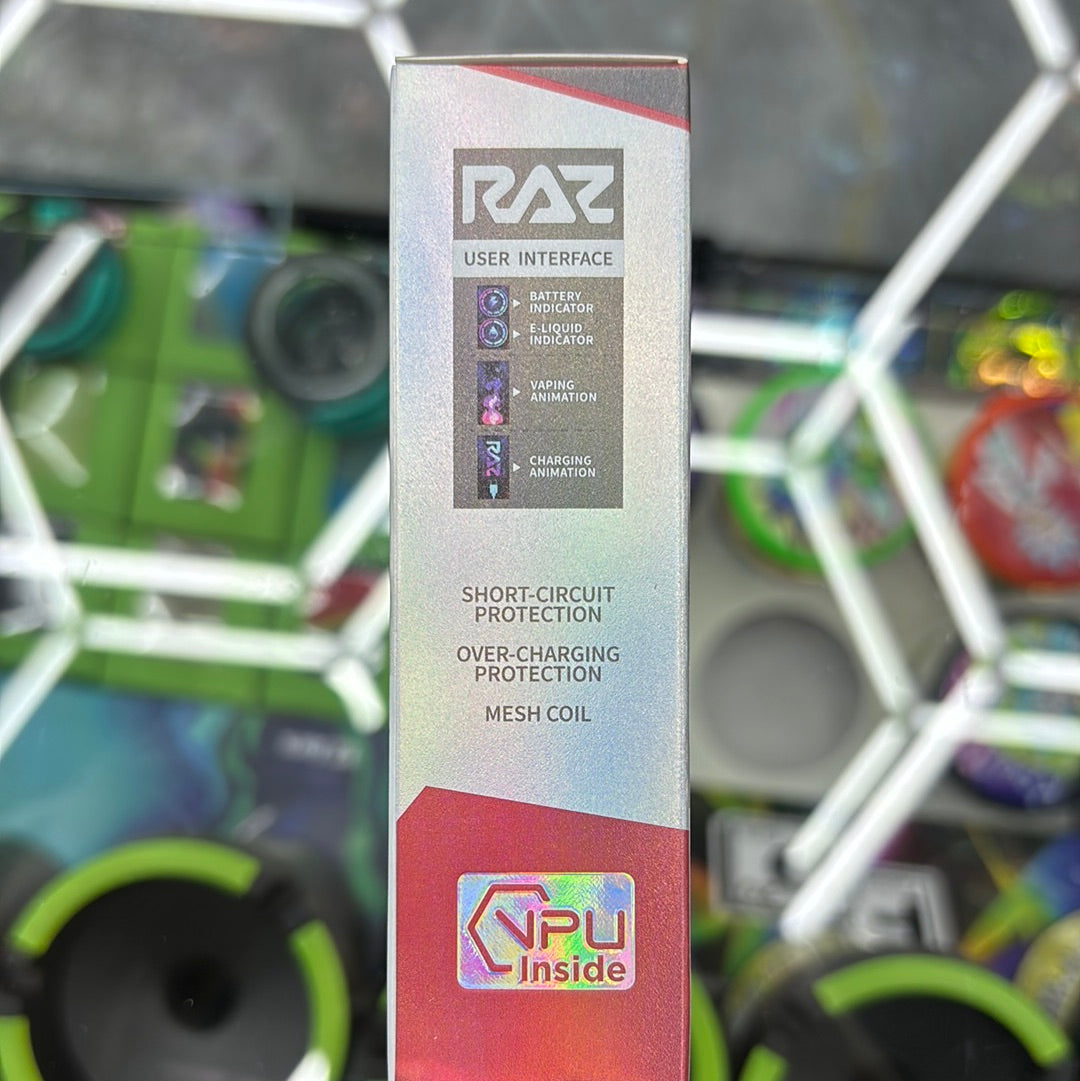 RAZ
USER INTERFACE
BATTERY
INDICATOR
E-LIQUID
INDICATOR
VAPING
ANIMATION
RAZ
CHARGING
ANIMATION
SHORT-CIRCUIT
PROTECTION
OVER-CHARGING
PROTECTION
MESH COIL
VPU
Inside